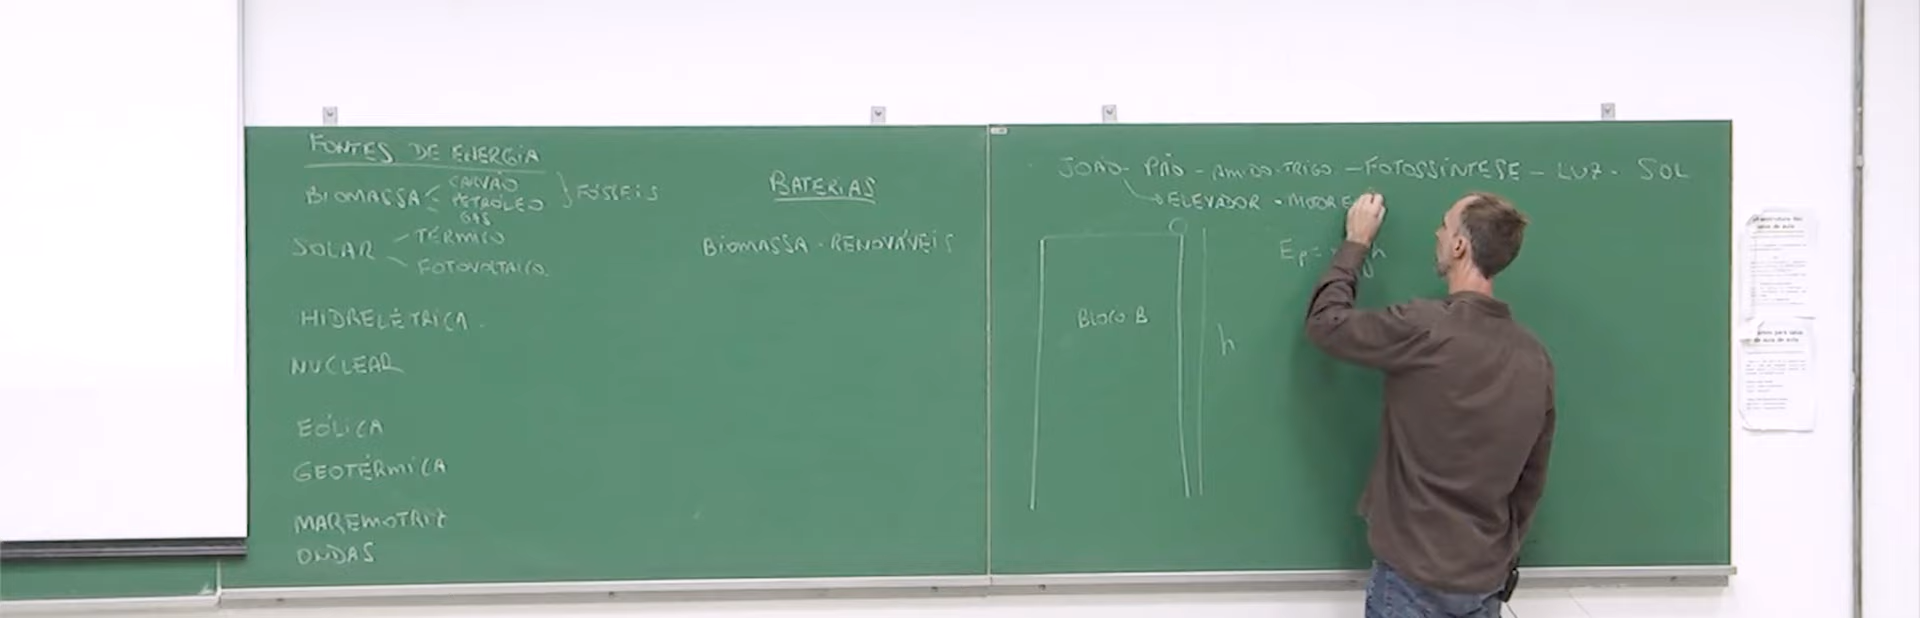 FONTES DE ENERGIA
BIOMASSA CARVÃO
PETRÓLEO
GÁS
FÓSSEIS
SOLAR TÉRMICO
FOTOVOLTAICO
HIDRELÉTRICA
NUCLEAR
EÓLICA
GEOTÉRMICA
MAREMOTRIZ
ONDAS
BATERIAS
BIOMASSA - RENOVÁVEIS
JOÃO - PÃO - AMIDO-TRIGO - FOTOSSÍNTESE - LUZ - SOL
ELEVADOR - MOTOR
BLOCO B
h